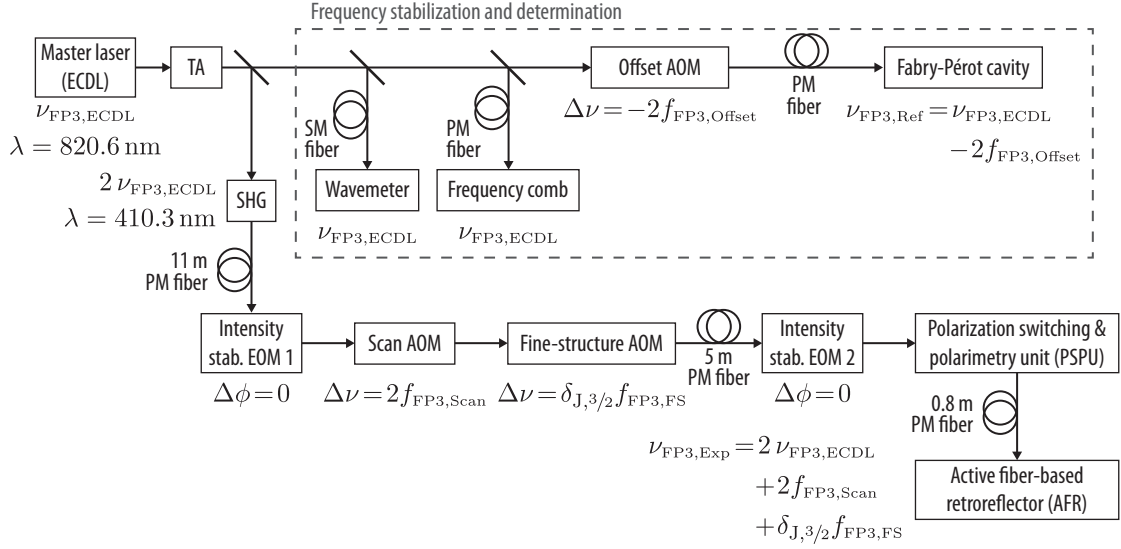 Frequency stabilization and determination
Master laser
(ECDL)
TA
Offset AOM
PM
fiber
Fabry-Pérot cavity
ν_FP3,ECDL
λ = 820.6 nm
SM
fiber
PM
fiber
Δν = −2f_FP3,Offset
ν_FP3,Ref = ν_FP3,ECDL
−2f_FP3,Offset
2 ν_FP3,ECDL
λ = 410.3 nm
SHG
Wavemeter
Frequency comb
ν_FP3,ECDL
ν_FP3,ECDL
11 m
PM fiber
Intensity
stab. EOM 1
Scan AOM
Fine-structure AOM
5 m
PM fiber
Intensity
stab. EOM 2
Polarization switching &
polarimetry unit (PSPU)
Δϕ = 0
Δν = 2f_FP3,Scan
Δν = δ_J,3/2 f_FP3,FS
Δϕ = 0
0.8 m
PM fiber
ν_FP3,Exp = 2 ν_FP3,ECDL
+2f_FP3,Scan
+δ_J,3/2 f_FP3,FS
Active fiber-based
retroreflector (AFR)